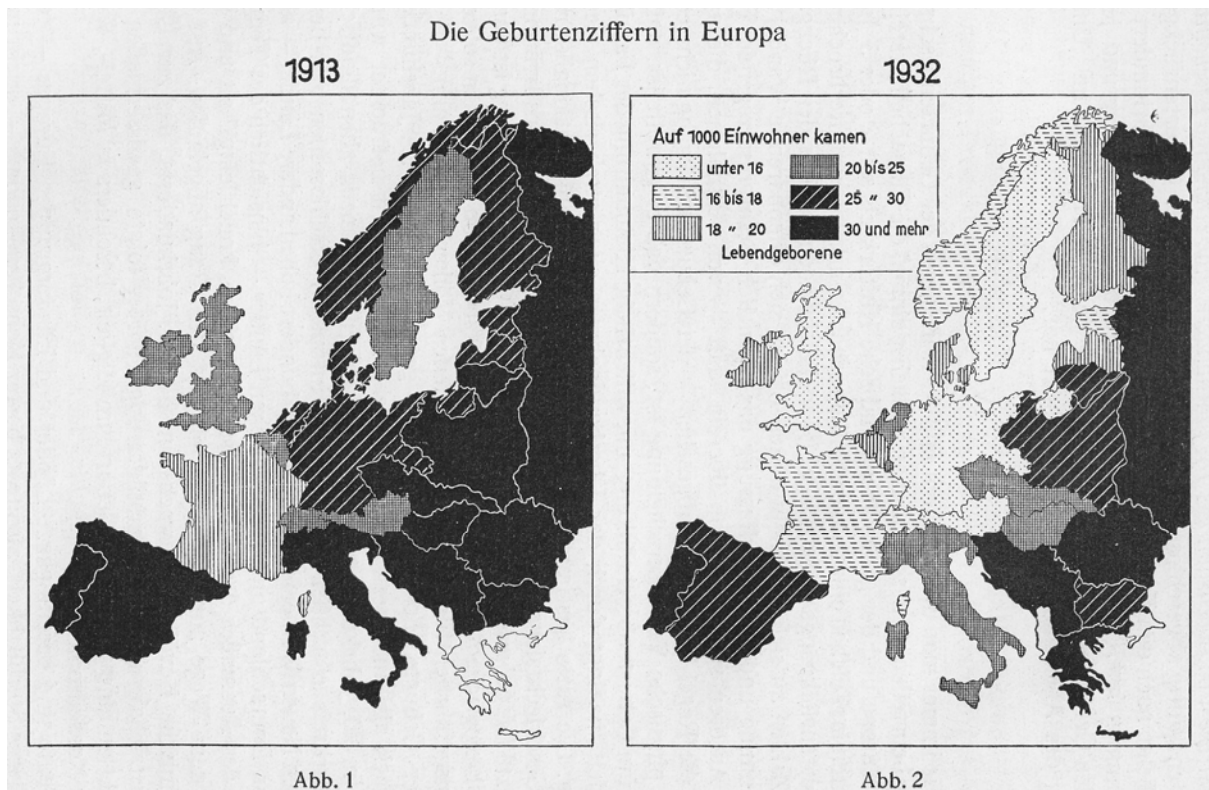 Die Geburtenziffern in Europa
1913
1932
Auf 1000 Einwohner kamen
unter 16
20 bis 25
16 bis 18
25 " 30
18 " 20
30 und mehr
Lebendgeborene
Abb. 1
Abb. 2